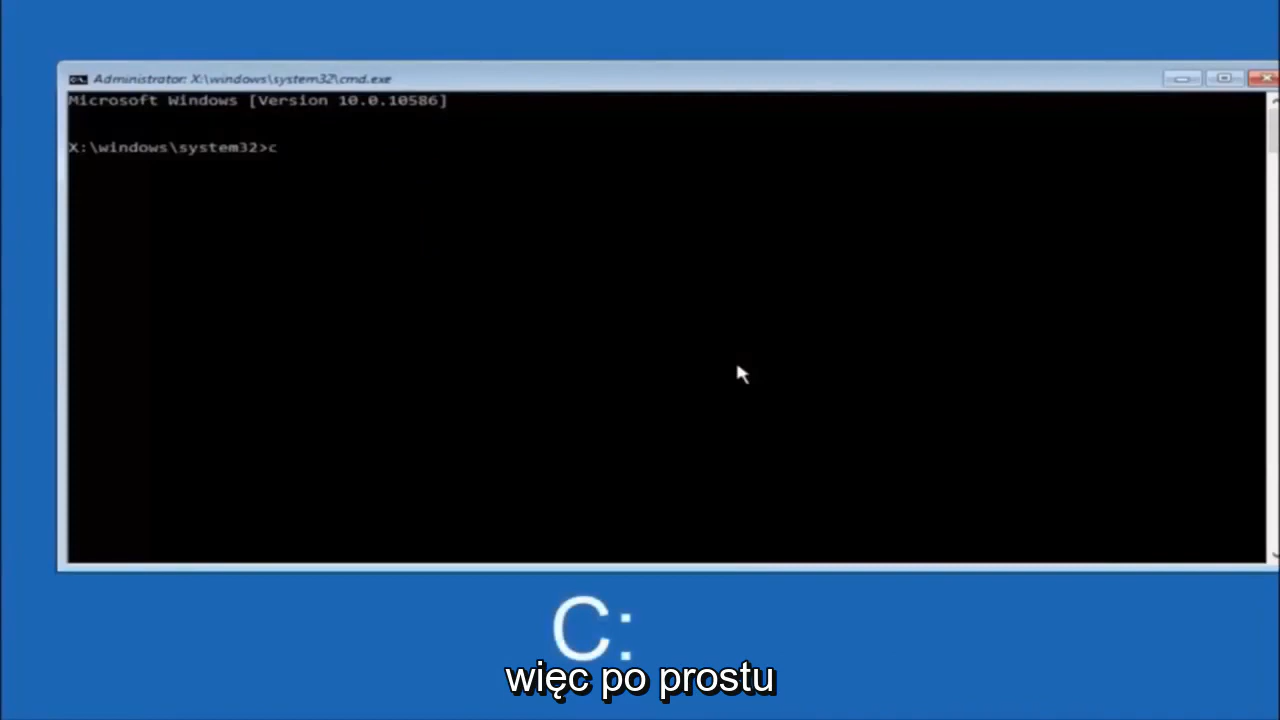 Administrator: X:\windows\system32\cmd.exe
Microsoft Windows [Version 10.0.10586]
X:\windows\system32>c
C:
więc po prostu